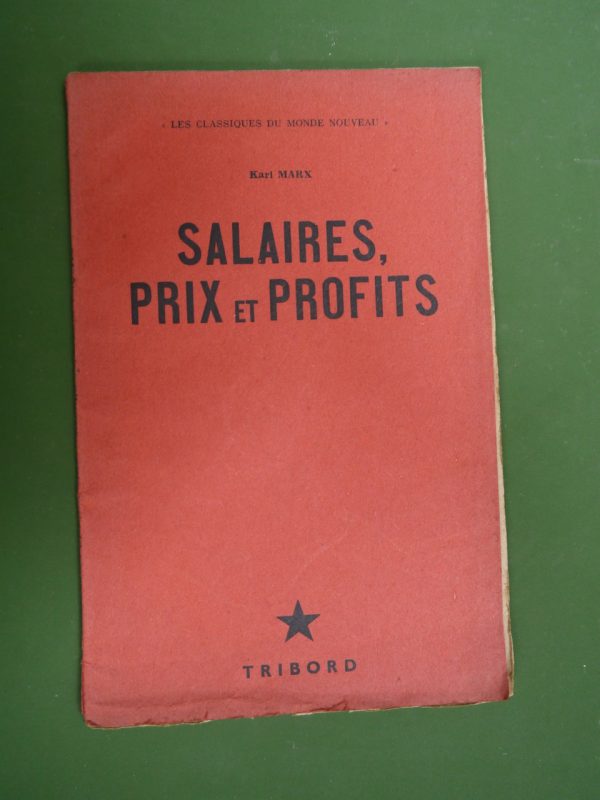 « LES CLASSIQUES DU MONDE NOUVEAU »
Karl MARX
SALAIRES,
PRIX ET PROFITS
TRIBORD